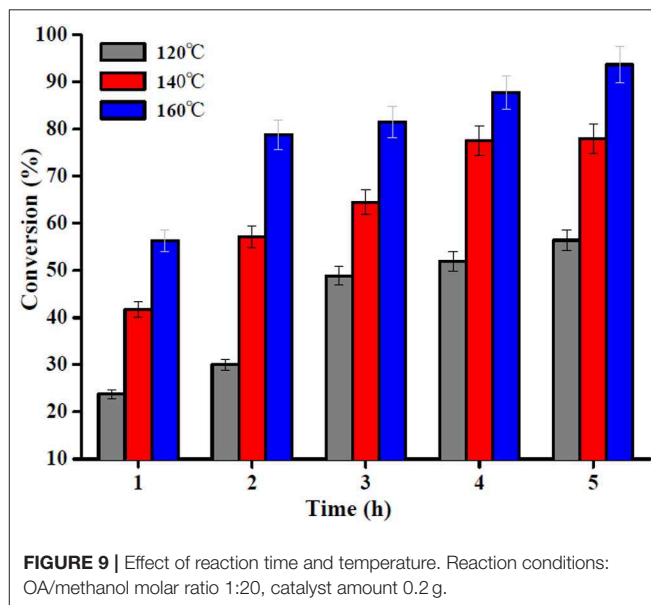 100
90
80
70
60
50
40
30
20
10
Conversion (%)
120℃
140℃
160℃
1 2 3 4 5
Time (h)
FIGURE 9 | Effect of reaction time and temperature. Reaction conditions:
OA/methanol molar ratio 1:20, catalyst amount 0.2 g.